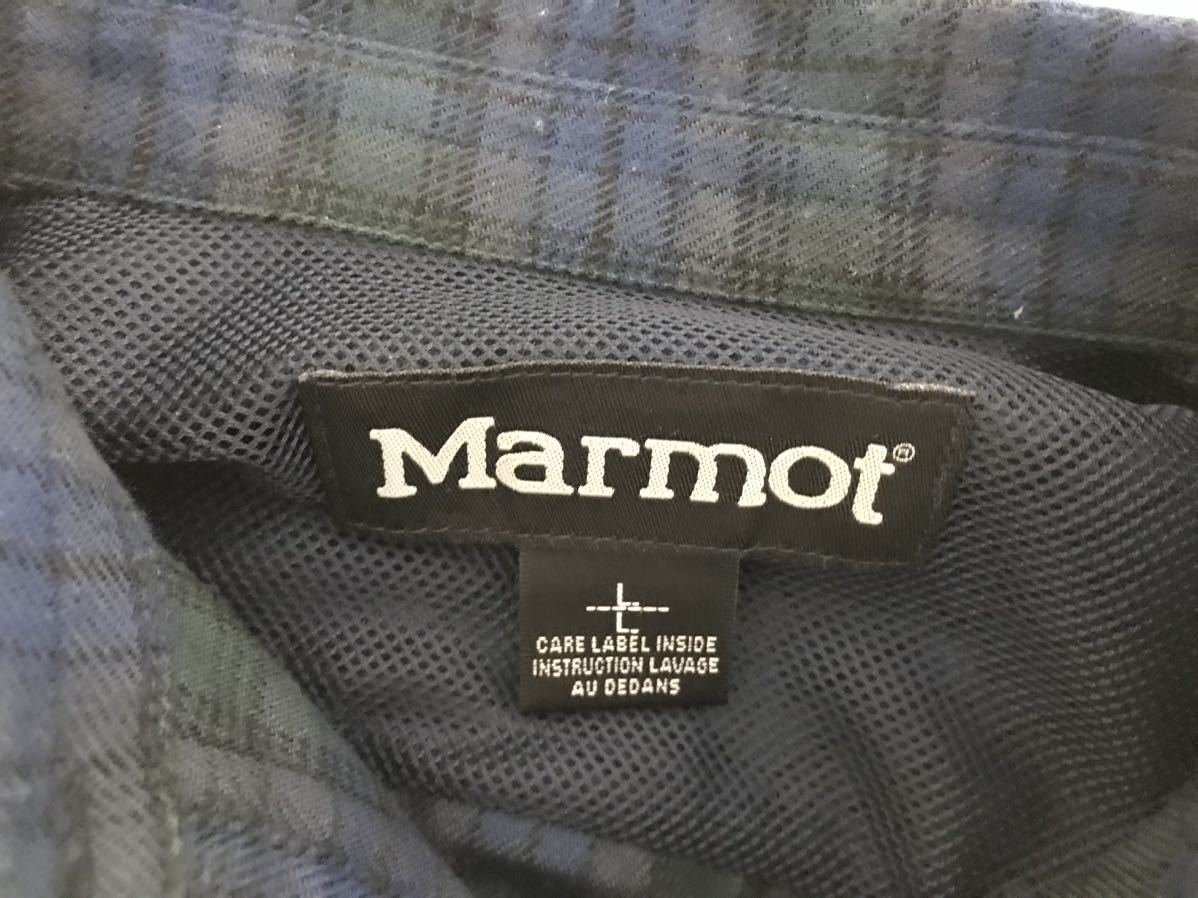 Marmot®
L.
L.
CARE LABEL INSIDE
INSTRUCTION LAVAGE
AU DEDANS